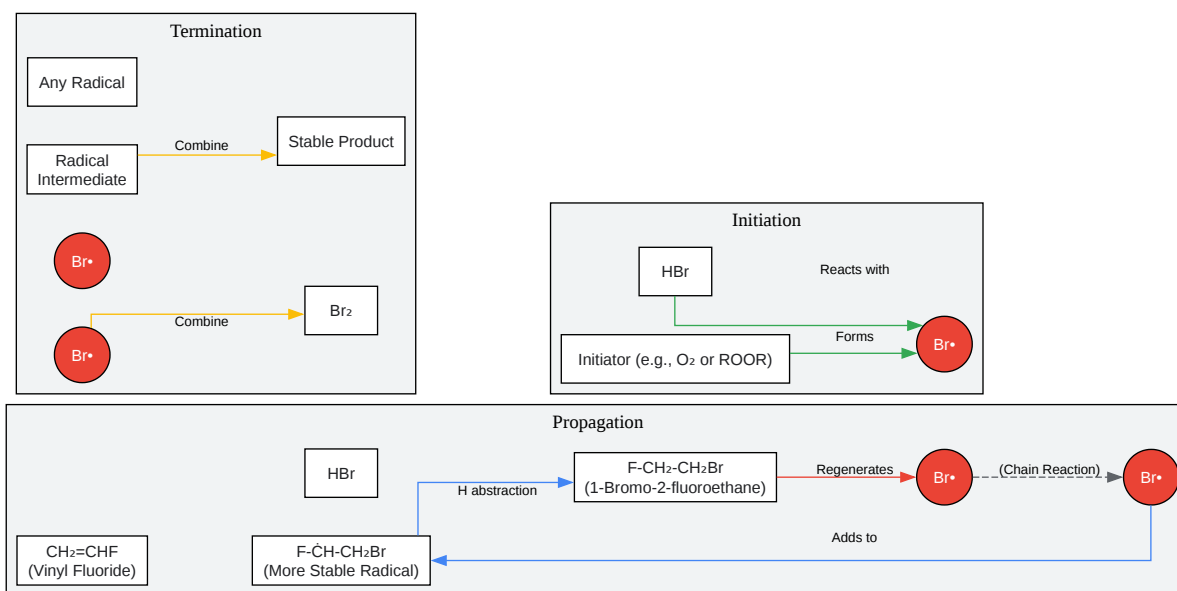 Termination
Any Radical
Radical
Intermediate
Combine
Stable Product
Br•
Br•
Combine
Br₂
Initiation
HBr
Reacts with
Initiator (e.g., O₂ or ROOR)
Forms
Br•
Propagation
HBr
H abstraction
F-CH₂-CH₂Br
(1-Bromo-2-fluoroethane)
Regenerates
Br•
(Chain Reaction)
Br•
Adds to
CH₂=CHF
(Vinyl Fluoride)
F-ĊH-CH₂Br
(More Stable Radical)